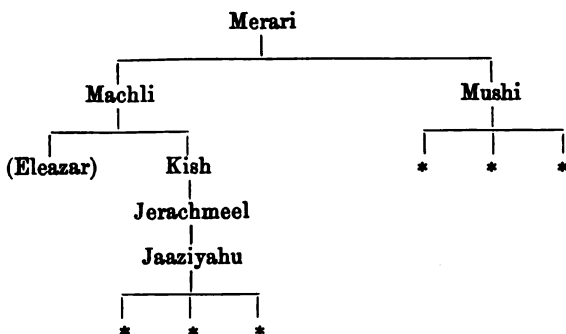 Merari
Machli Mushi
(Eleazar) Kish * * *
Jerachmeel
Jaaziyahu
* * *